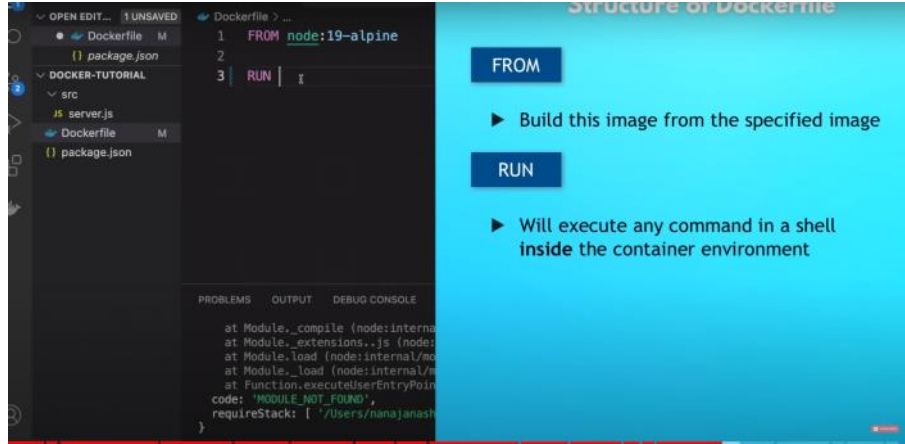 OPEN EDIT... 1 UNSAVED
Dockerfile M
{} package.json
DOCKER-TUTORIAL
src
JS server.js
Dockerfile M
{} package.json
Dockerfile > ...
1 FROM node:19-alpine
2
3 RUN
PROBLEMS OUTPUT DEBUG CONSOLE
at Module._compile (node:interna
at Module._extensions..js (node:
at Module.load (node:internal/mo
at Module._load (node:internal/m
at Function.executeUserEntryPoin
code: 'MODULE_NOT_FOUND',
requireStack: [ '/Users/nanajanash
}
Structure of Dockerfile
FROM
► Build this image from the specified image
RUN
► Will execute any command in a shell
inside the container environment